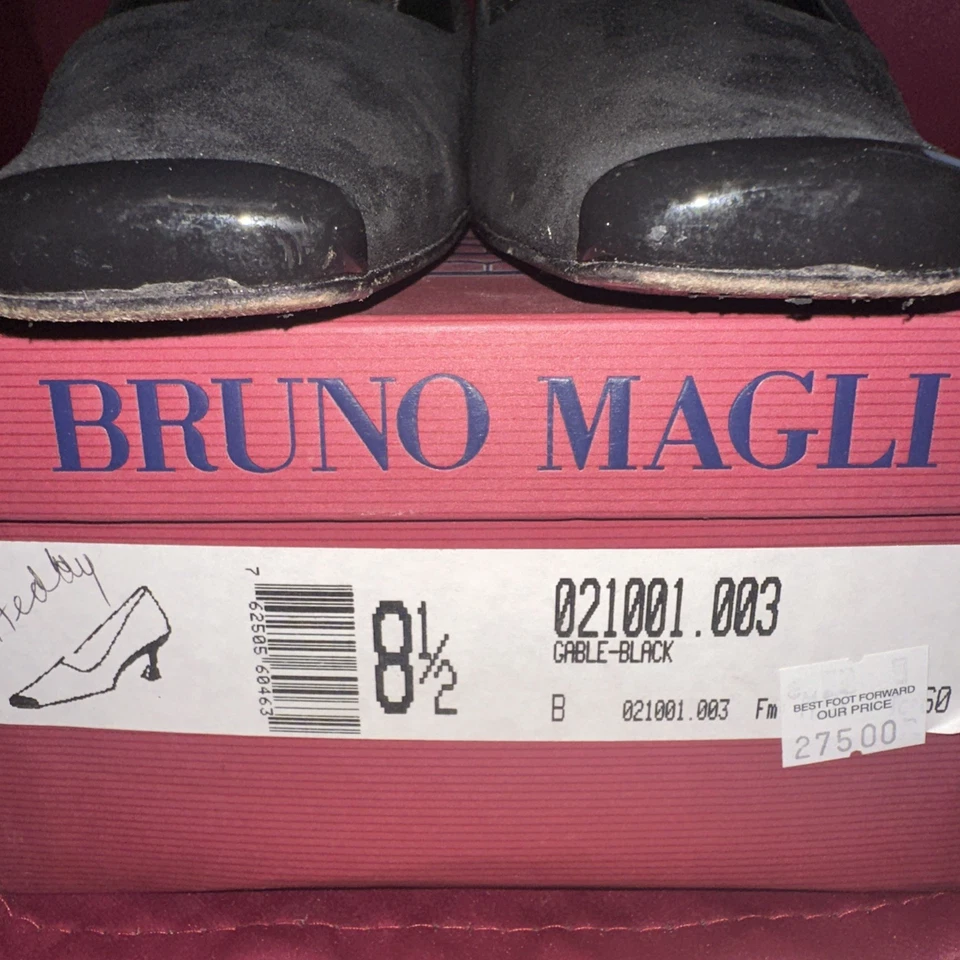 BRUNO MAGLI
7 62505 60463
8½
021001.003
GABLE-BLACK
B 021001.003 Fm
60
BEST FOOT FORWARD
OUR PRICE
27500